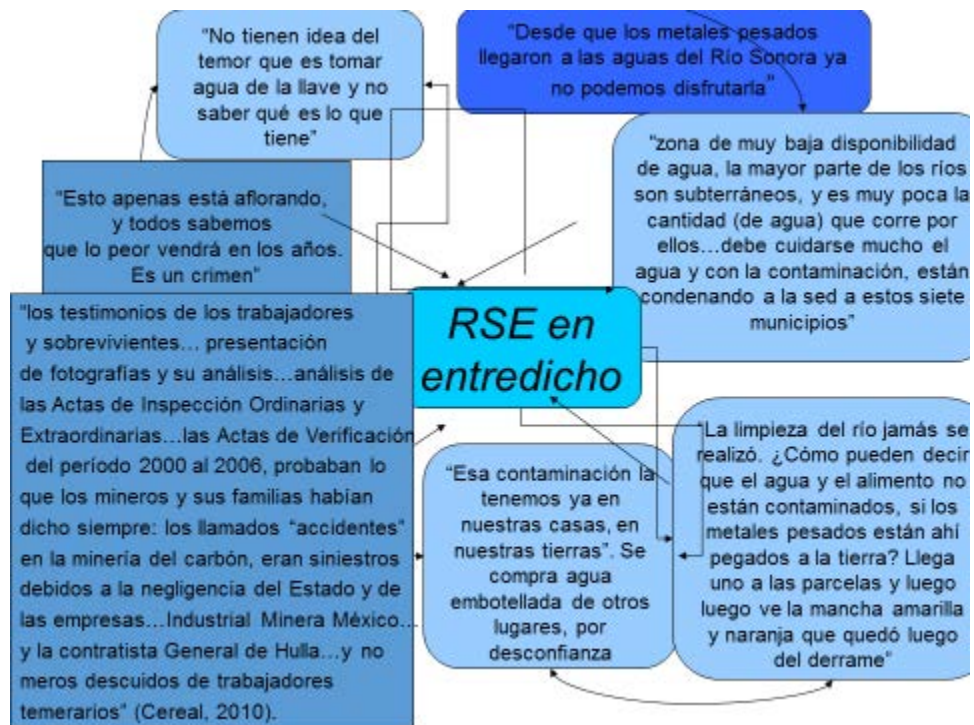 “No tienen idea del
temor que es tomar
agua de la llave y no
saber qué es lo que
tiene”
“Desde que los metales pesados
llegaron a las aguas del Río Sonora ya
no podemos disfrutarla”
“zona de muy baja disponibilidad
de agua, la mayor parte de los ríos
son subterráneos, y es muy poca la
cantidad (de agua) que corre por
ellos…debe cuidarse mucho el
agua y con la contaminación, están
condenando a la sed a estos siete
municipios”
“Esto apenas está aflorando,
y todos sabemos
que lo peor vendrá en los años.
Es un crimen”
RSE en
entredicho
“los testimonios de los trabajadores
y sobrevivientes… presentación
de fotografías y su análisis…análisis de
las Actas de Inspección Ordinarias y
Extraordinarias…las Actas de Verificación
del período 2000 al 2006, probaban lo
que los mineros y sus familias habían
dicho siempre: los llamados “accidentes”
en la minería del carbón, eran siniestros
debidos a la negligencia del Estado y de
las empresas…Industrial Minera México…
y la contratista General de Hulla…y no
meros descuidos de trabajadores
temerarios” (Cereal, 2010).
“Esa contaminación la
tenemos ya en
nuestras casas, en
nuestras tierras”. Se
compra agua
embotellada de otros
lugares, por
desconfianza
“La limpieza del río jamás se
realizó. ¿Cómo pueden decir
que el agua y el alimento no
están contaminados, si los
metales pesados están ahí
pegados a la tierra? Llega
uno a las parcelas y luego
luego ve la mancha amarilla
y naranja que quedó luego
del derrame”